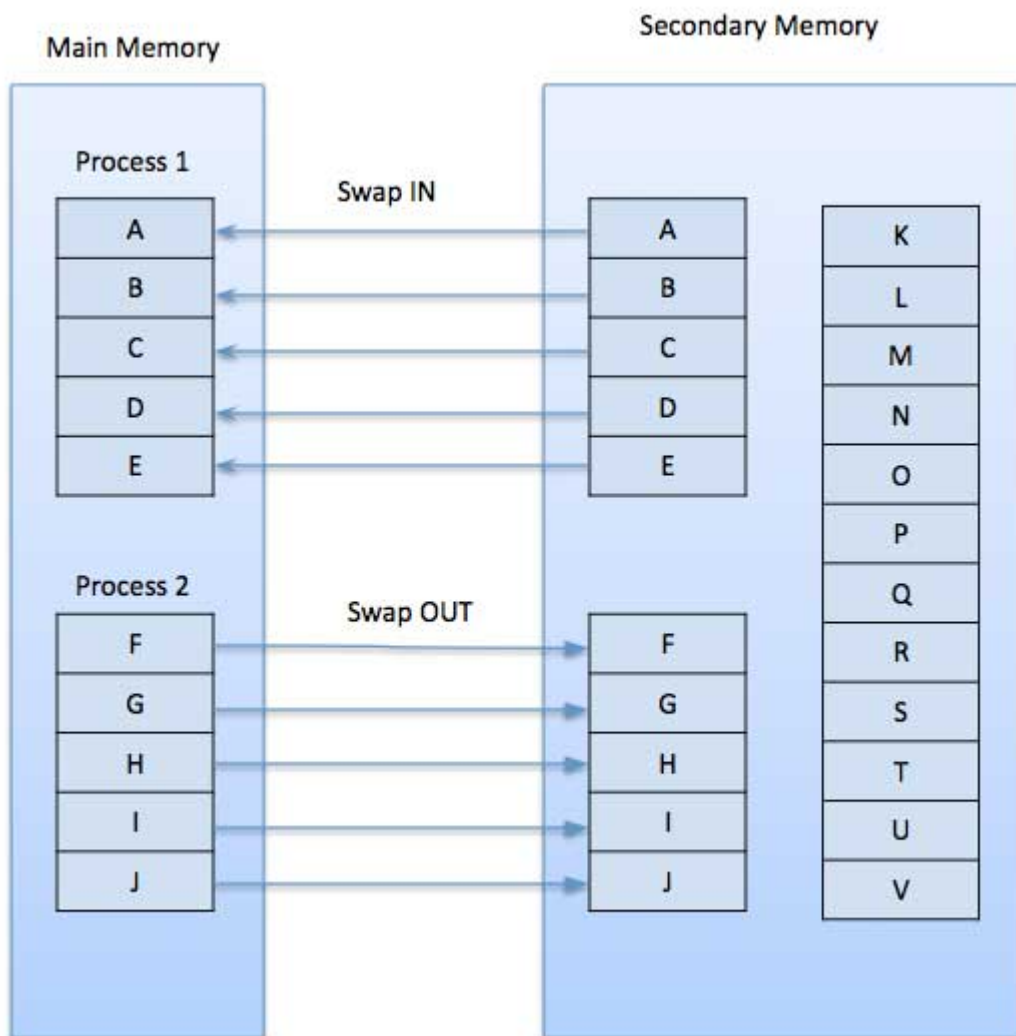 Main Memory
Secondary Memory
Process 1
Swap IN
A
B
C
D
E
A
B
C
D
E
Process 2
Swap OUT
F
G
H
I
J
F
G
H
I
J
K
L
M
N
O
P
Q
R
S
T
U
V